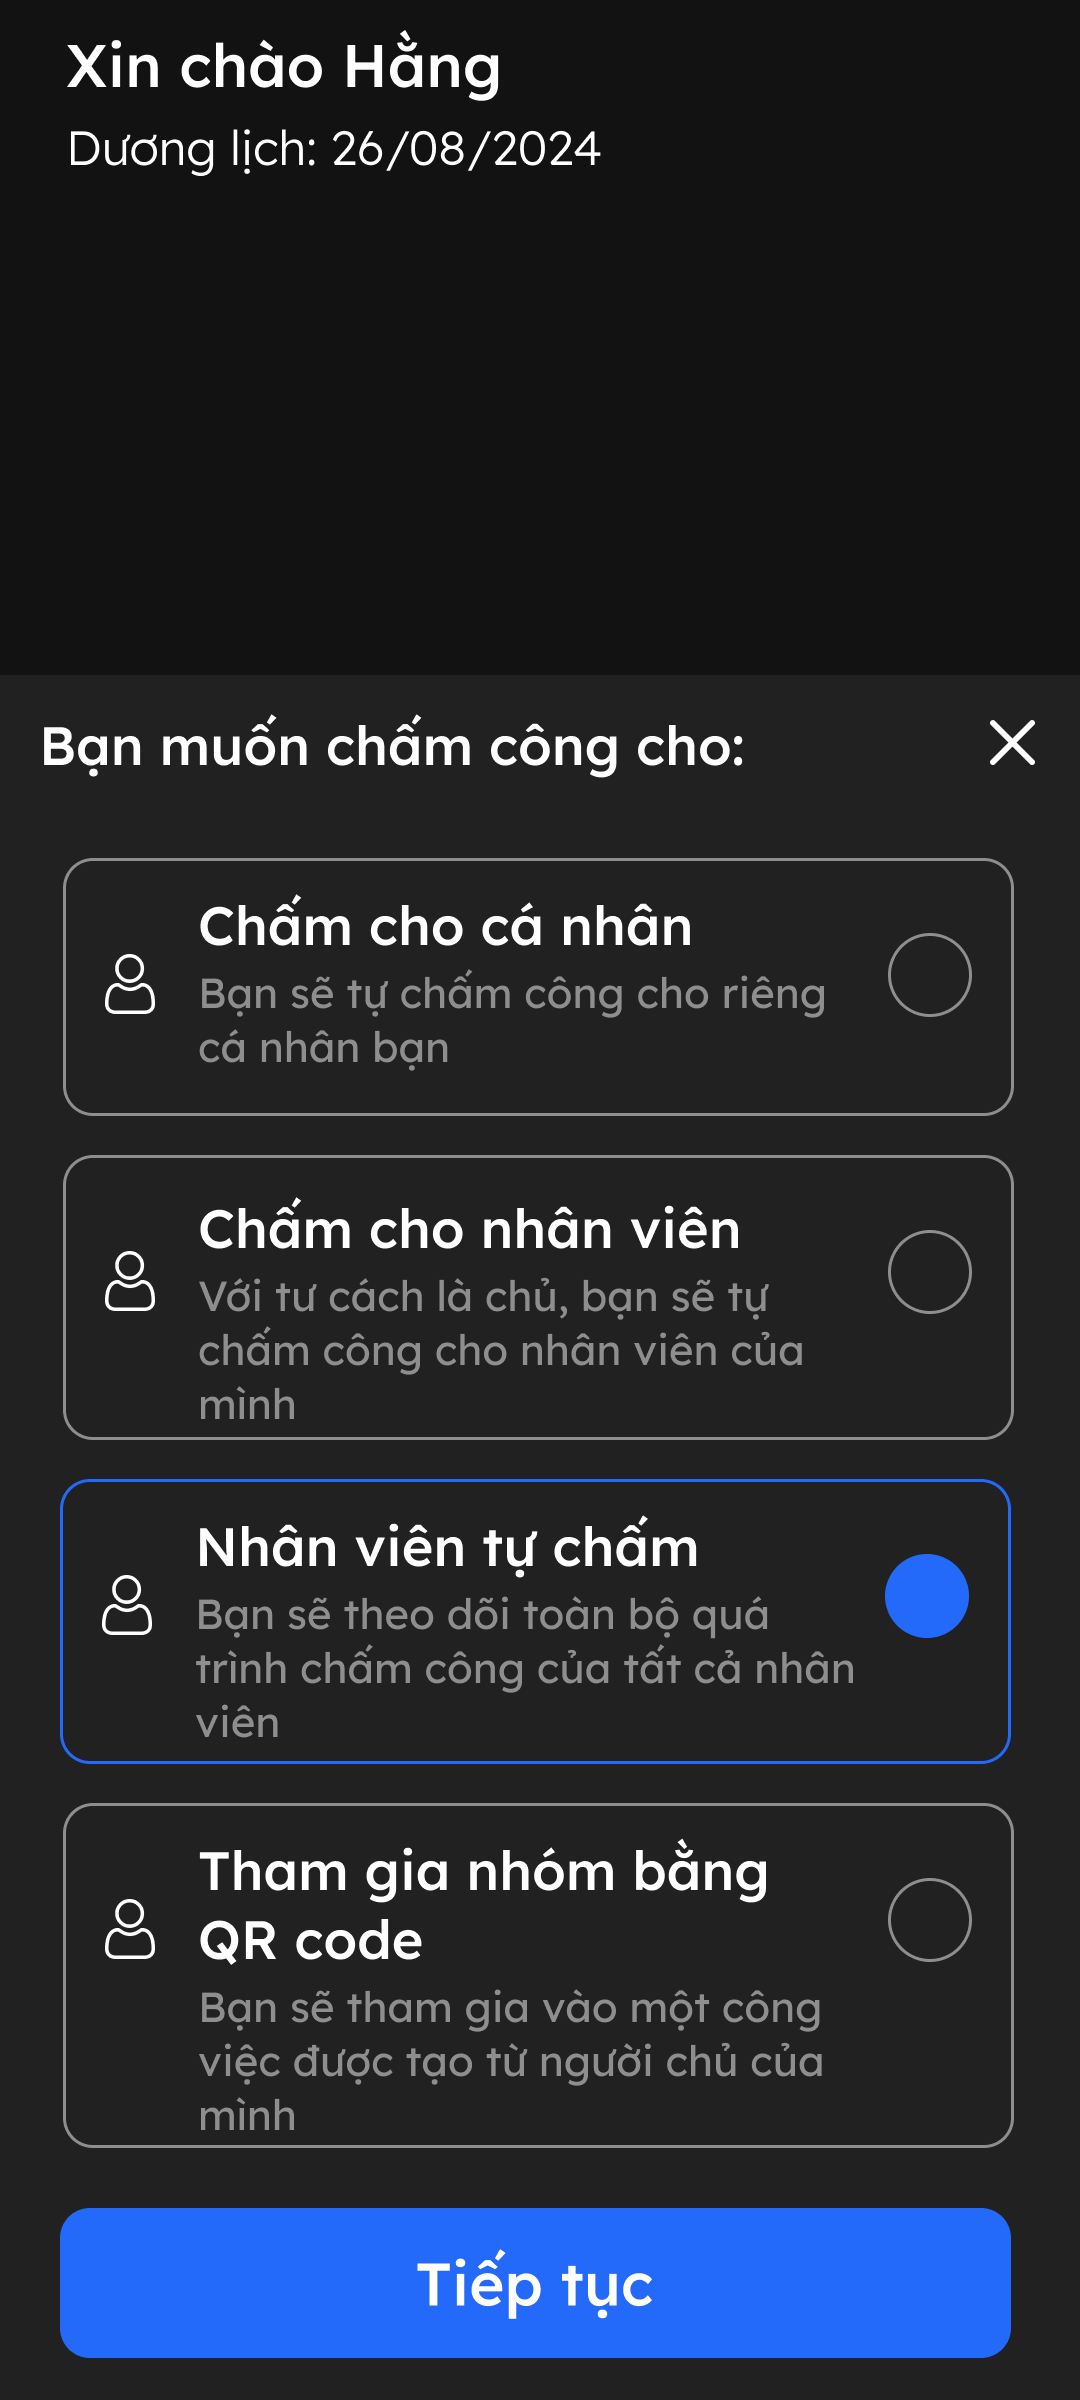 Xin chào Hằng
Dương lịch: 26/08/2024
Bạn muốn chấm công cho:
Chấm cho cá nhân
Bạn sẽ tự chấm công cho riêng
cá nhân bạn
Chấm cho nhân viên
Với tư cách là chủ, bạn sẽ tự
chấm công cho nhân viên của
mình
Nhân viên tự chấm
Bạn sẽ theo dõi toàn bộ quá
trình chấm công của tất cả nhân
viên
Tham gia nhóm bằng
QR code
Bạn sẽ tham gia vào một công
việc được tạo từ người chủ của
mình
Tiếp tục